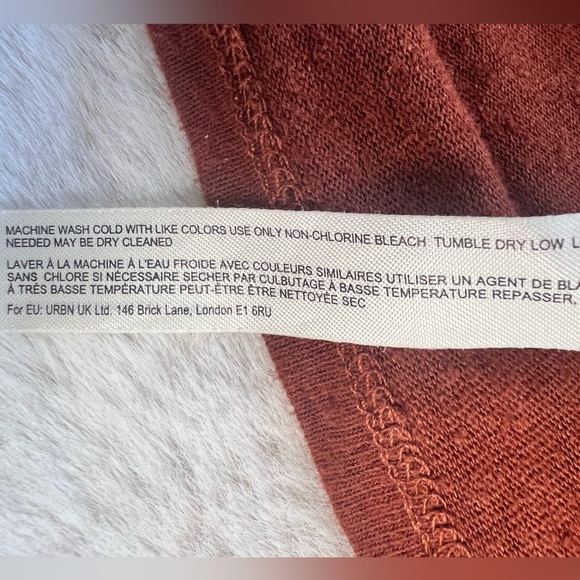 MACHINE WASH COLD WITH LIKE COLORS USE ONLY NON-CHLORINE BLEACH TUMBLE DRY LOW L
NEEDED MAY BE DRY CLEANED
LAVER À LA MACHINE À L'EAU FROIDE AVEC COULEURS SIMILAIRES UTILISER UN AGENT DE BLA
SANS CHLORE SI NÉCESSAIRE SECHER PAR CULBUTAGE À BASSE TEMPERATURE REPASSER,
À TRÉS BASSE TEMPÉRATURE PEUT-ÊTRE ÊTRE NETTOYÉE SEC
For EU: URBN UK Ltd. 146 Brick Lane, London E1 6RU